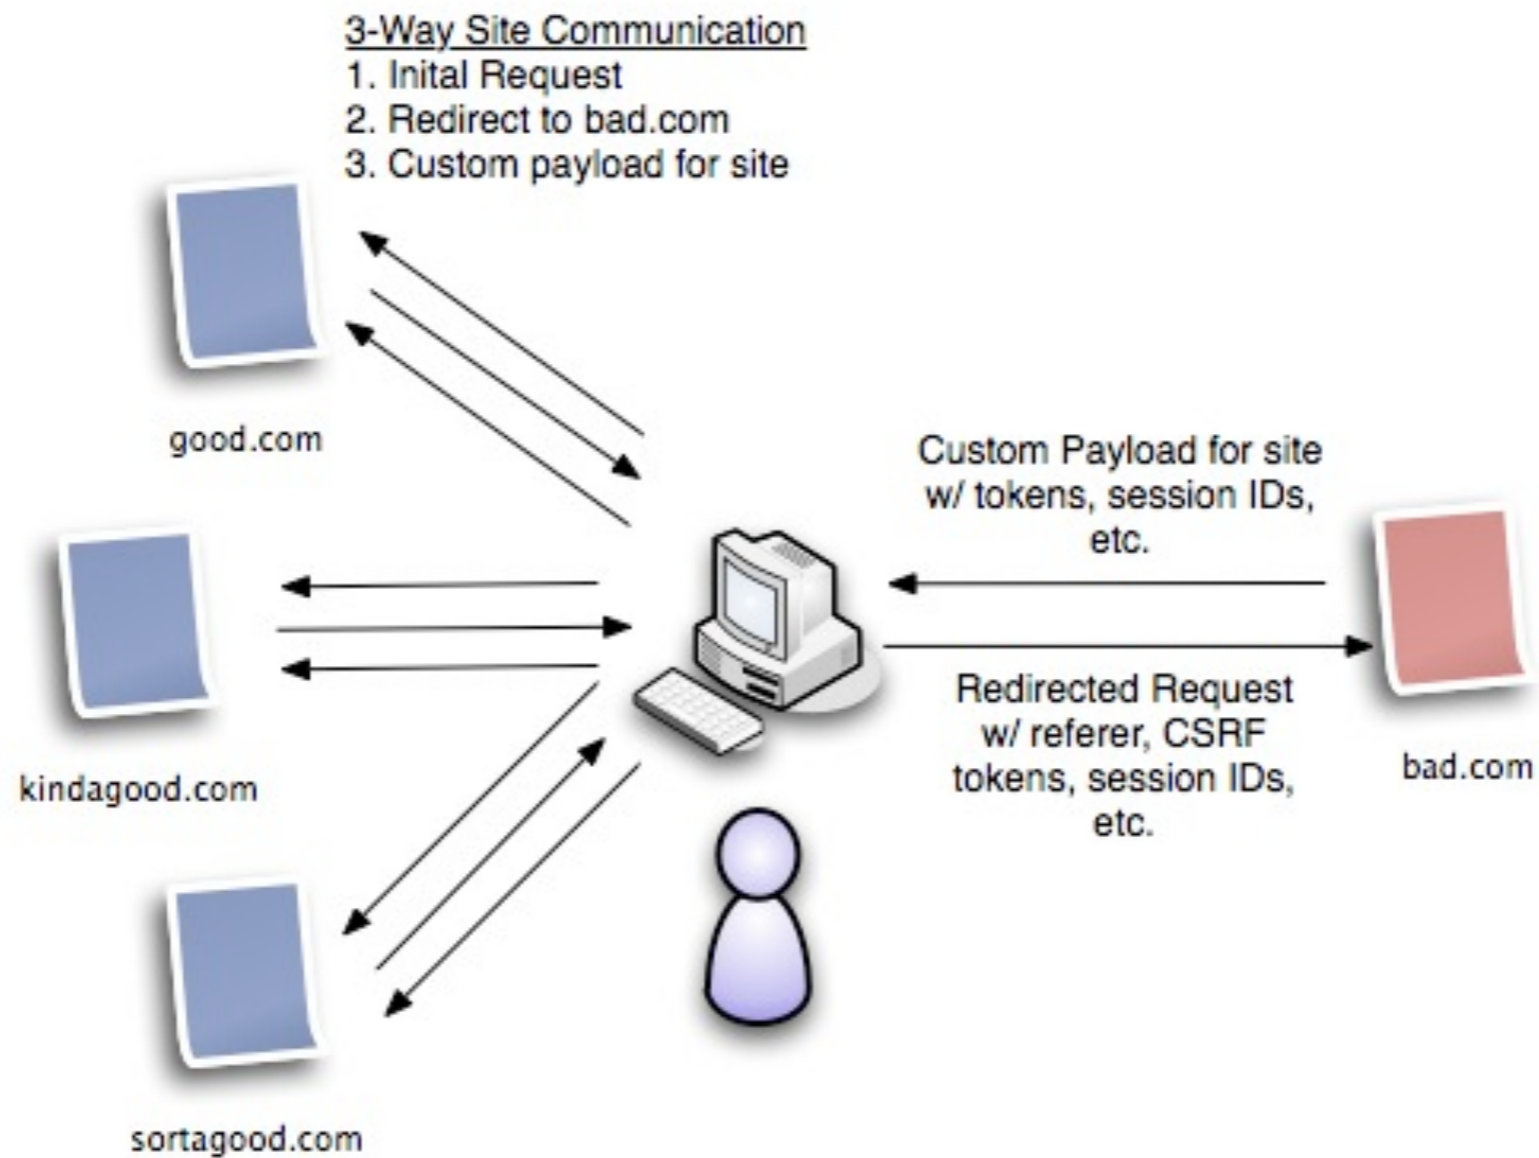 3-Way Site Communication
1. Inital Request
2. Redirect to bad.com
3. Custom payload for site
good.com
Custom Payload for site
w/ tokens, session IDs,
etc.
Redirected Request
w/ referer, CSRF
tokens, session IDs,
etc.
bad.com
kindagood.com
sortagood.com